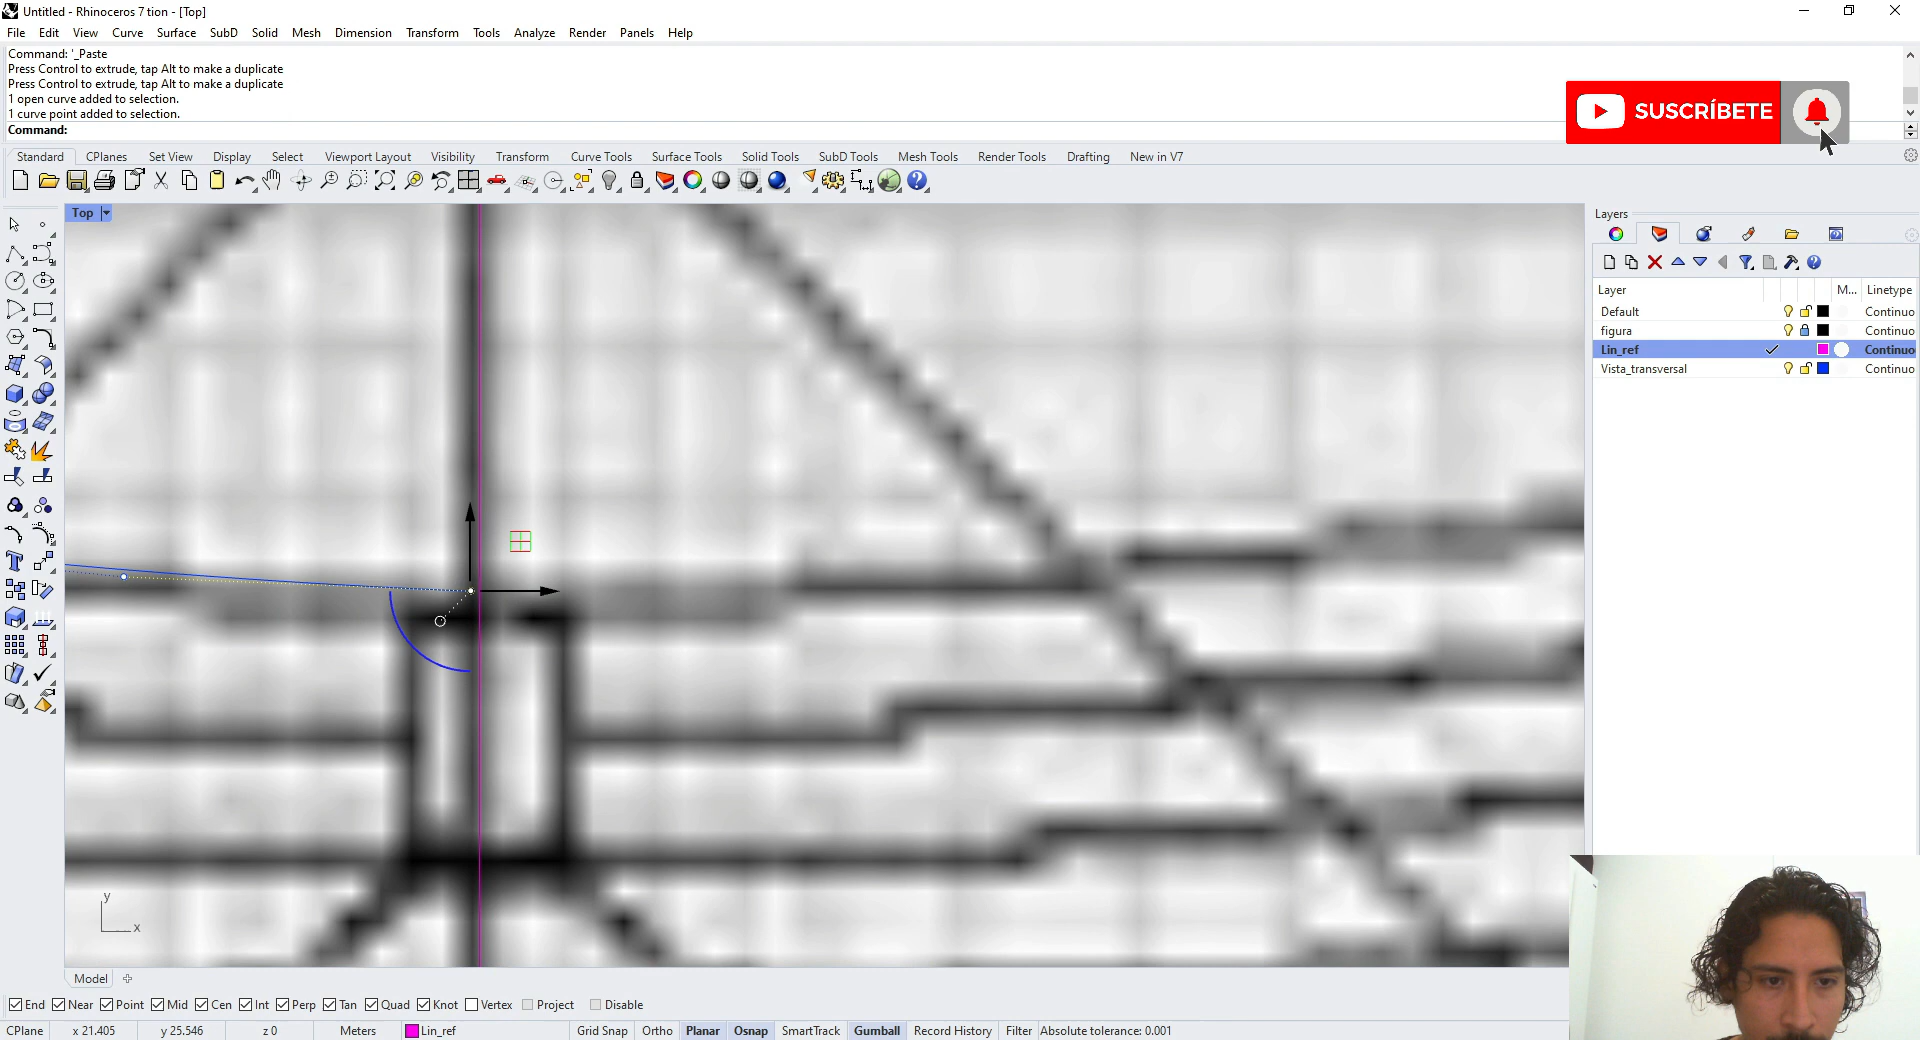 Untitled - Rhinoceros 7 tion - [Top]
File Edit View Curve Surface SubD Solid Mesh Dimension Transform Tools Analyze Render Panels Help
Command: '_Paste
Press Control to extrude, tap Alt to make a duplicate
Press Control to extrude, tap Alt to make a duplicate
1 open curve added to selection.
1 curve point added to selection.
Command:
SUSCRÍBETE
Standard CPlanes Set View Display Select Viewport Layout Visibility Transform Curve Tools Surface Tools Solid Tools SubD Tools Mesh Tools Render Tools Drafting New in V7
Top
Layers
Layer M... Linetype
Default Continuo
figura Continuo
Lin_ref Continuo
Vista_transversal Continuo
y
x
Model
End Near Point Mid Cen Int Perp Tan Quad Knot Vertex Project Disable
CPlane x 21.405 y 25.546 z 0 Meters Lin_ref Grid Snap Ortho Planar Osnap SmartTrack Gumball Record History Filter Absolute tolerance: 0.001